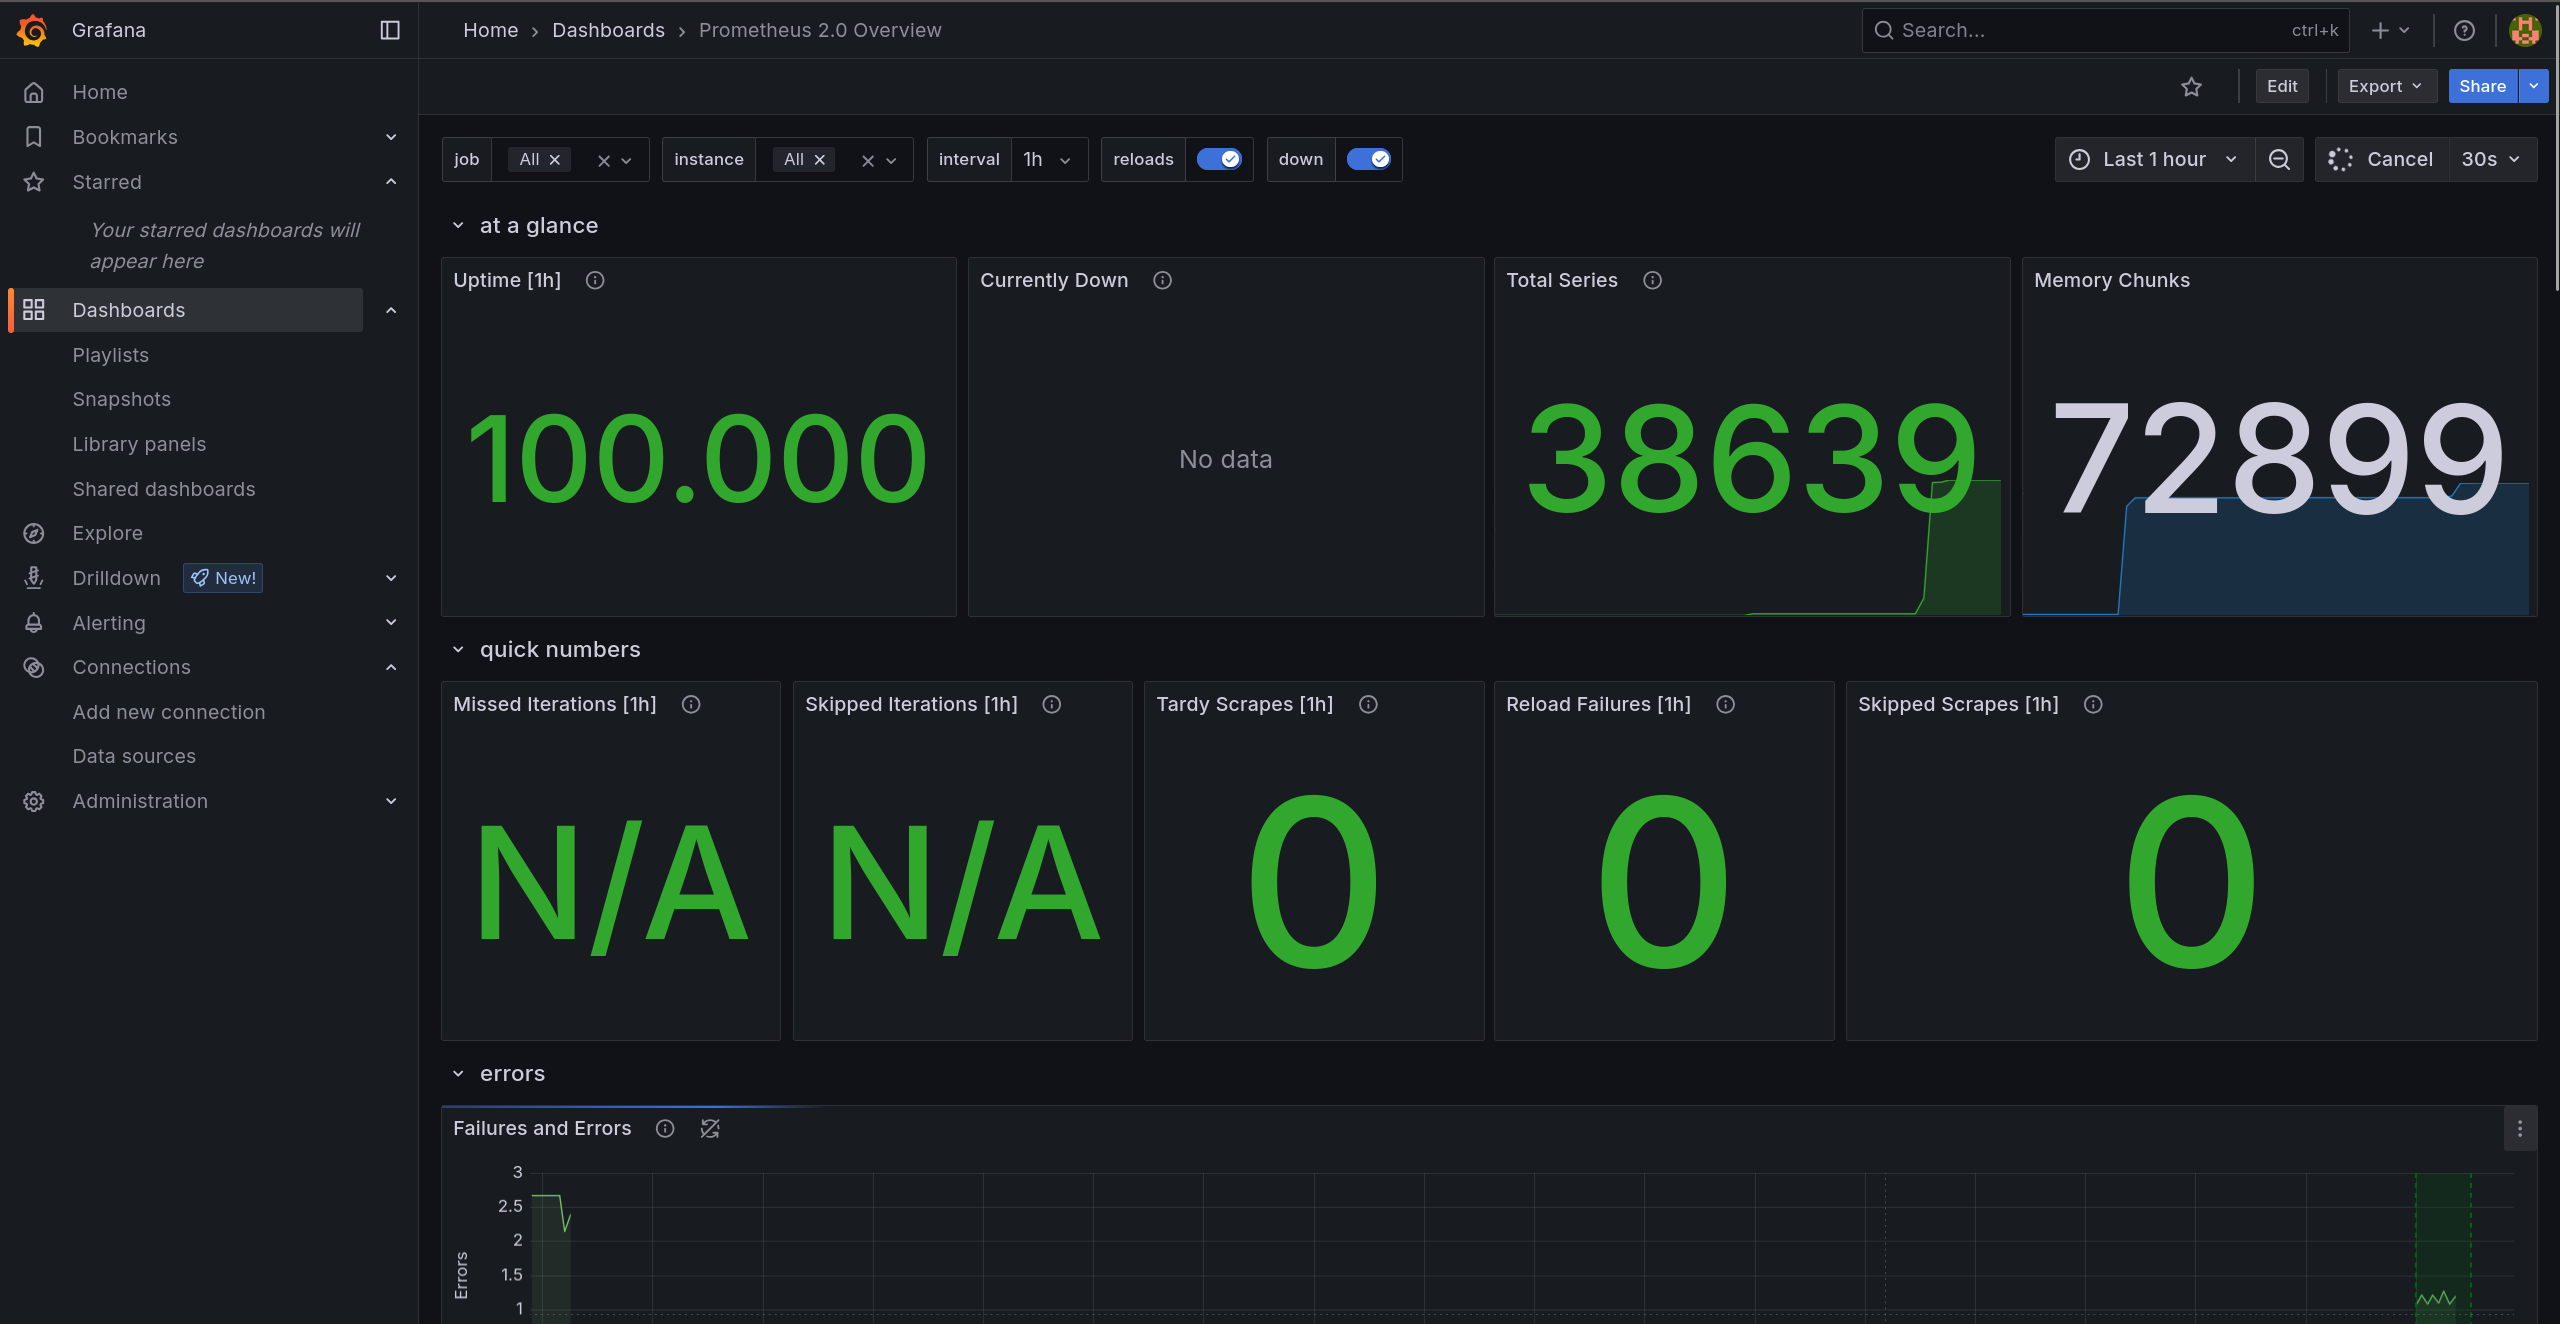 Grafana
Home
Dashboards
Prometheus 2.0 Overview
Search...
ctrl+k
Edit
Export
Share
Home
Bookmarks
Starred
Your starred dashboards will
appear here
Dashboards
Playlists
Snapshots
Library panels
Shared dashboards
Explore
Drilldown
New!
Alerting
Connections
Add new connection
Data sources
Administration
job
All
instance
All
interval
1h
reloads
down
Last 1 hour
Cancel
30s
at a glance
Uptime [1h]
100.000
Currently Down
No data
Total Series
38639
Memory Chunks
72899
quick numbers
Missed Iterations [1h]
N/A
Skipped Iterations [1h]
N/A
Tardy Scrapes [1h]
0
Reload Failures [1h]
0
Skipped Scrapes [1h]
0
errors
Failures and Errors
Errors
3
2.5
2
1.5
1